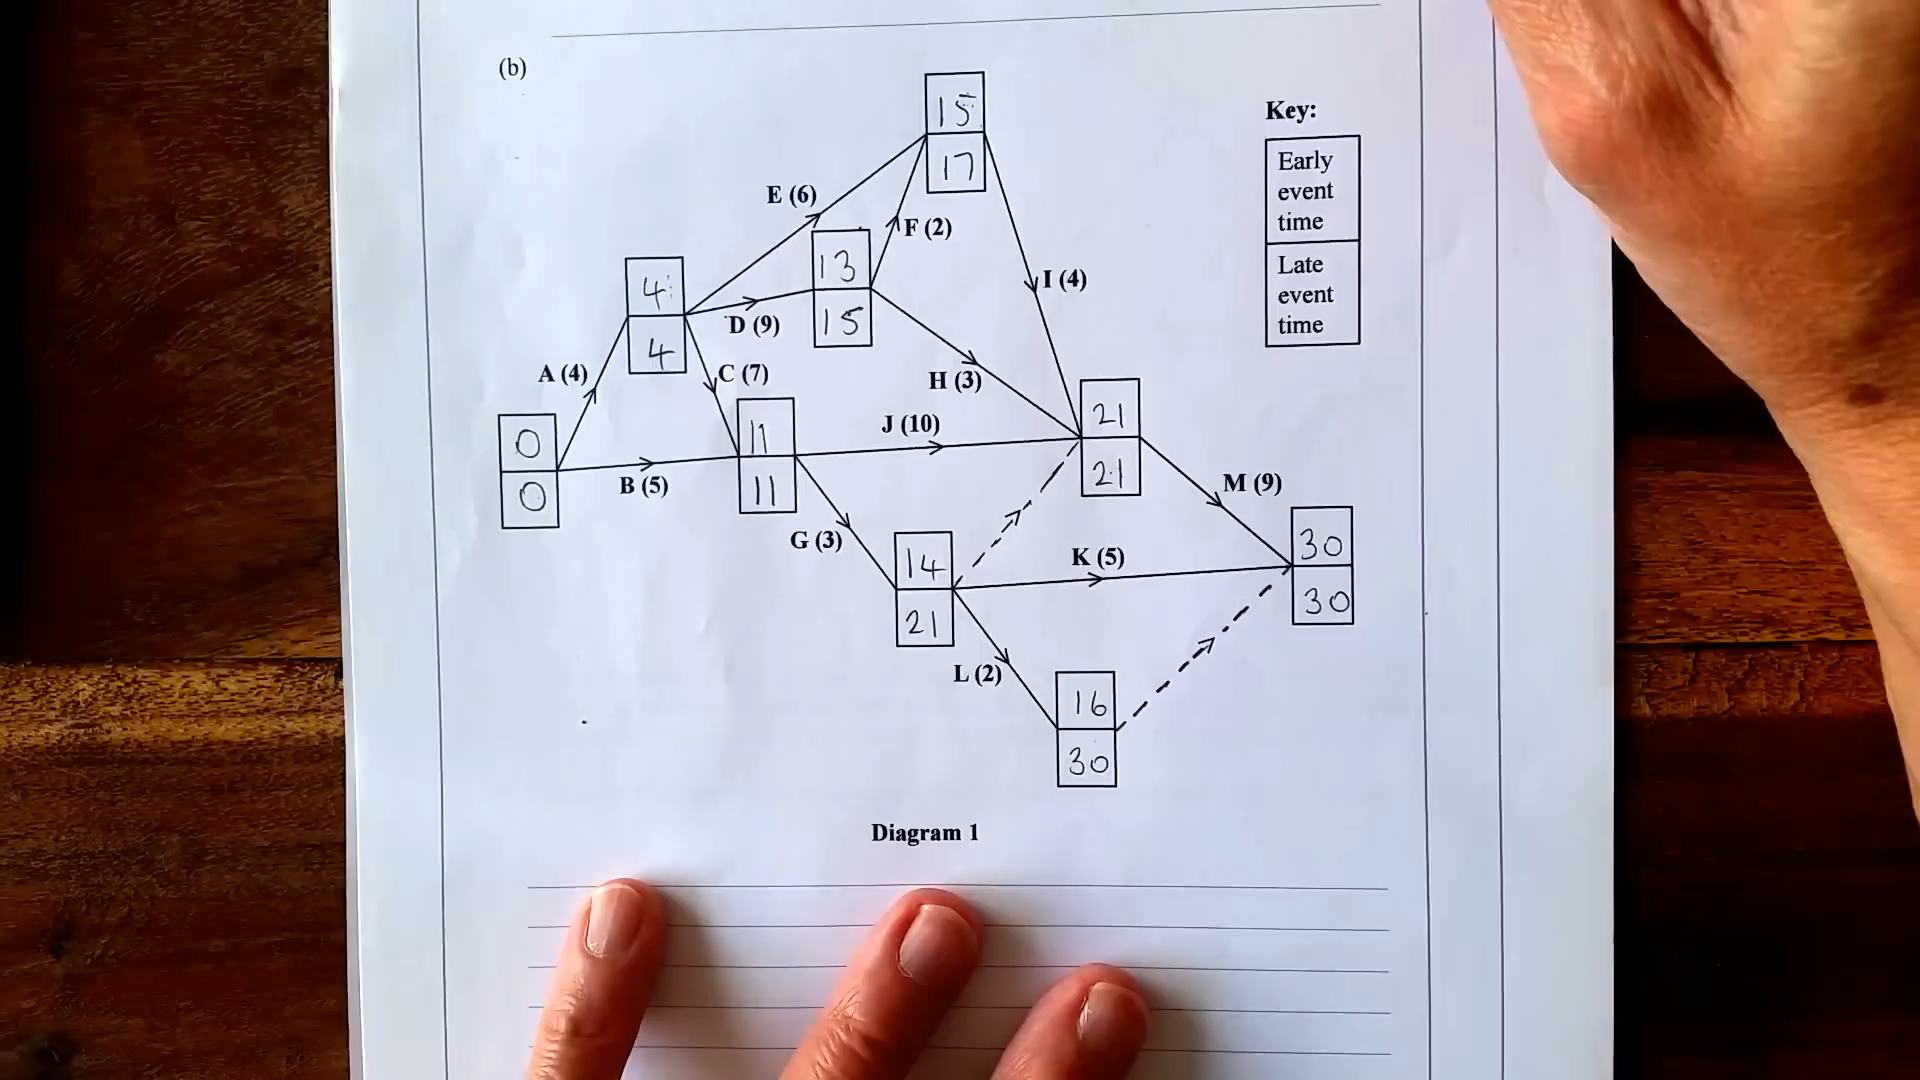 (b)
15
17
Key:
Early
event
time
Late
event
time
E (6)
F (2)
4
4
13
15
I (4)
D (9)
A (4)
C (7)
H (3)
J (10)
0
0
11
11
21
21
B (5)
M (9)
G (3)
14
21
K (5)
30
30
L (2)
16
30
Diagram 1